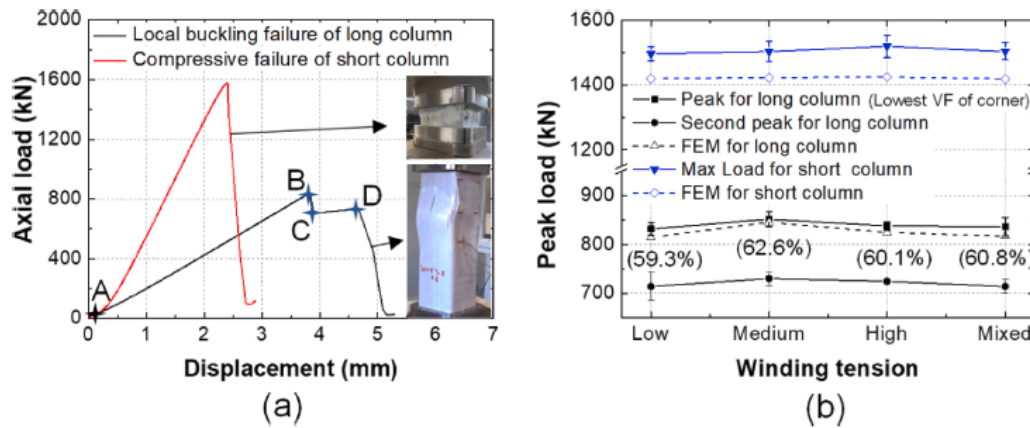 Local buckling failure of long column
Compressive failure of short column
Axial load (kN)
2000
1600
1200
800
400
0
A
B
C
D
0 1 2 3 4 5 6 7
Displacement (mm)
(a)
Peak load (kN)
1600
1500
1400
1300
1200
850
800
750
700
Peak for long column (Lowest VF of corner)
Second peak for long column
FEM for long column
Max Load for short column
FEM for short column
(59.3%) (62.6%) (60.1%) (60.8%)
Low Medium High Mixed
Winding tension
(b)